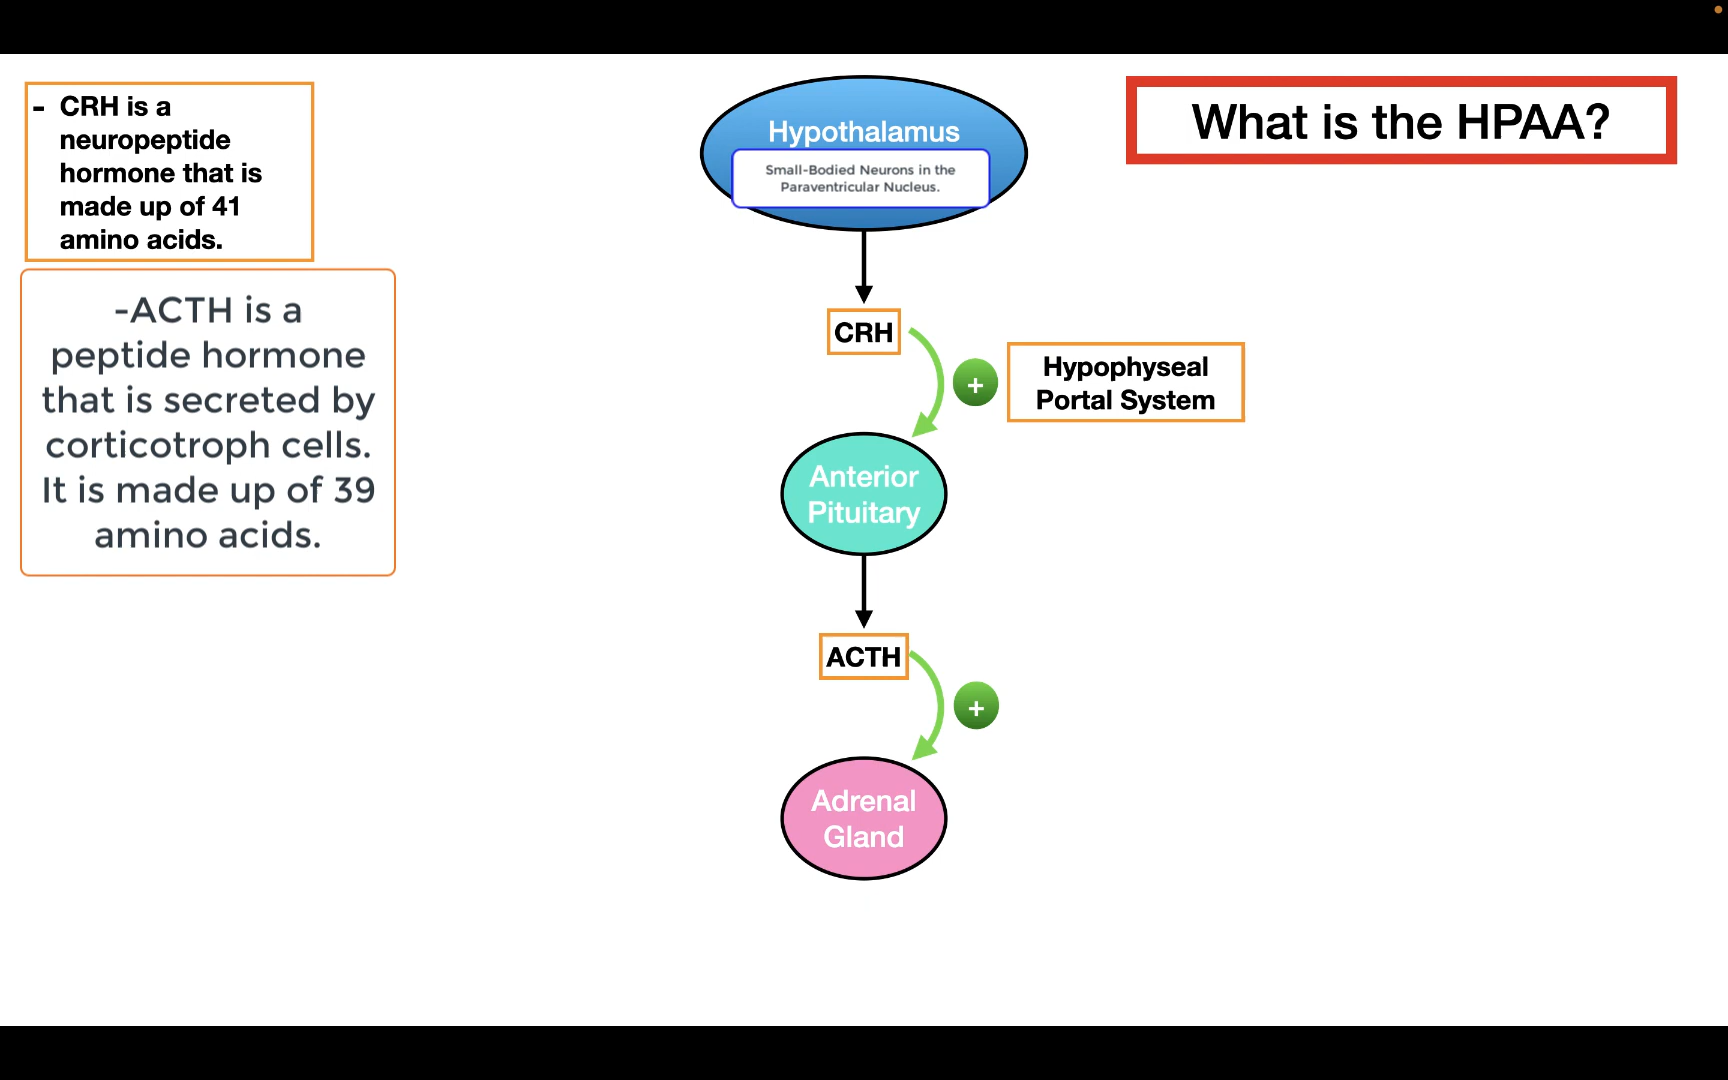 - CRH is a
neuropeptide
hormone that is
made up of 41
amino acids.
-ACTH is a
peptide hormone
that is secreted by
corticotroph cells.
It is made up of 39
amino acids.
Hypothalamus
Small-Bodied Neurons in the
Paraventricular Nucleus.
CRH
+
Hypophyseal
Portal System
Anterior
Pituitary
ACTH
+
Adrenal
Gland
What is the HPAA?